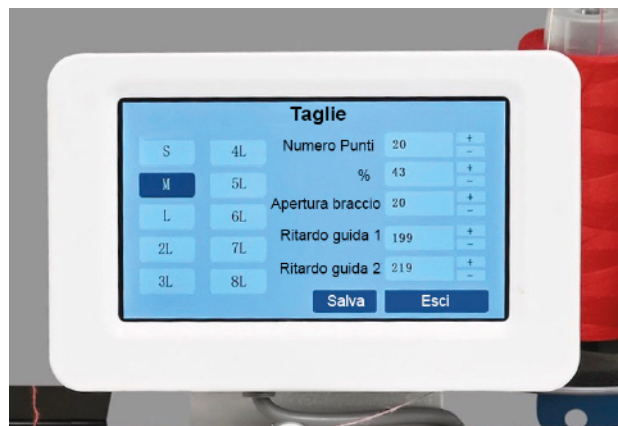 Taglie
S 4L Numero Punti 20 + -
M 5L % 43 + -
L 6L Apertura braccio 20 + -
2L 7L Ritardo guida 1 199 + -
3L 8L Ritardo guida 2 219 + -
Salva Esci